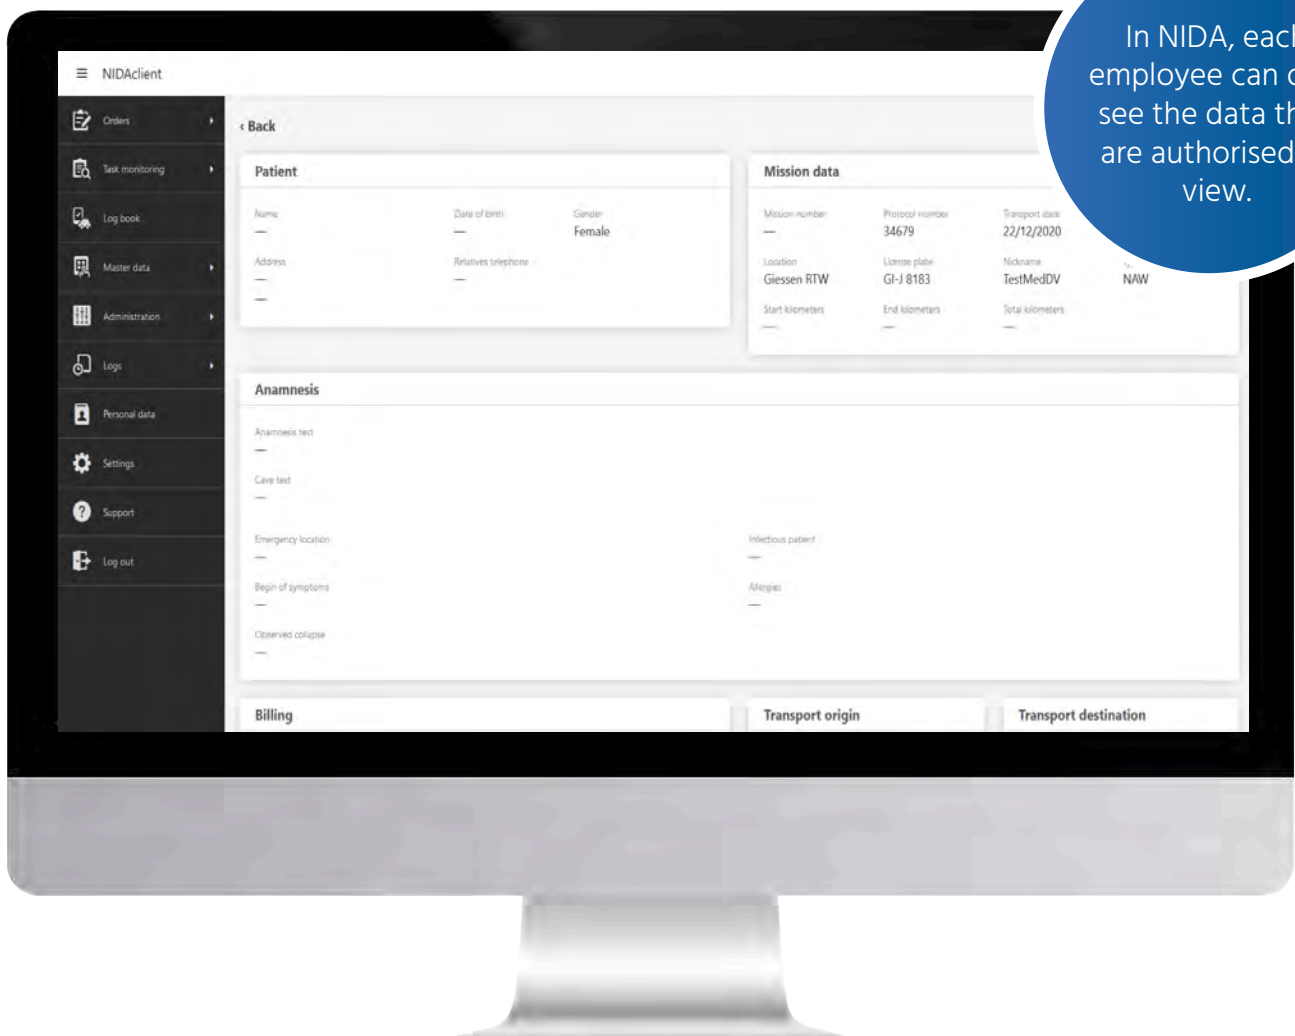 In NIDA, each
employee can
see the data
are authorised
view.
NIDAclient
Orders
Task monitoring
Log book
Master data
Administration
Logs
Personal data
Settings
Support
Log out
‹ Back
Patient
Name
Date of birth
Gender
—
—
Female
Address
Relatives telephone
—
—
—
Mission data
Mission number
Protocol number
Transport date
—
34679
22/12/2020
Location
License plate
Nickname
Giessen RTW
GI-J 8183
TestMedDV
NAW
Start kilometers
End kilometers
Total kilometers
—
—
—
Anamnesis
Anamnesis text
—
Cave text
—
Emergency location
Infectious patient
—
—
Begin of symptoms
Allergies
—
—
Observed collapse
—
Billing
Transport origin
Transport destination